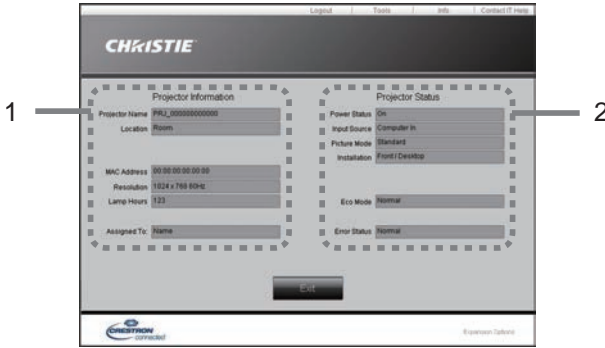 Logout Tools Info Contact IT Help
CHRISTIE
1
2
Projector Information
Projector Name PRJ_000000000000
Location Room
MAC Address 00:00:00:00:00:00
Resolution 1024 x 768 60Hz
Lamp Hours 123
Assigned To: Name
Projector Status
Power Status On
Input Source Computer In
Picture Mode Standard
Installation Front / Desktop
Eco Mode Normal
Error Status Normal
Exit
CRESTRON
connected
Expansion Options